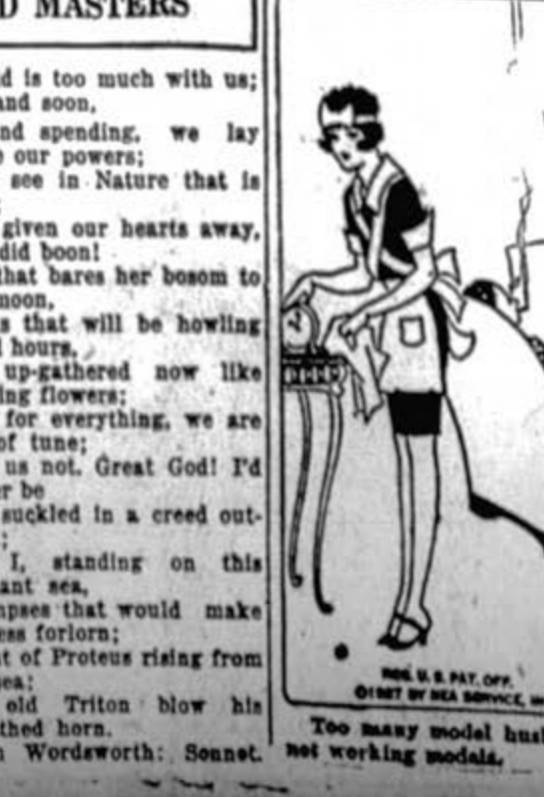 D MASTERS
d is too much with us;
and soon,
nd spending, we lay
e our powers;
see in Nature that is
;
given our hearts away,
did boon!
that bares her bosom to
moon,
s that will be howling
l hours,
up-gathered now like
ing flowers;
for everything, we are
of tune;
us not. Great God! I'd
r be
suckled in a creed out-
;
I, standing on this
ant sea,
mpses that would make
ess forlorn;
t of Proteus rising from
sea;
old Triton blow his
thed horn.
n Wordsworth: Sonnet.
REG. U. S. PAT. OFF.
©1927 BY NEA SERVICE, IN
Too many model husb
not working models.